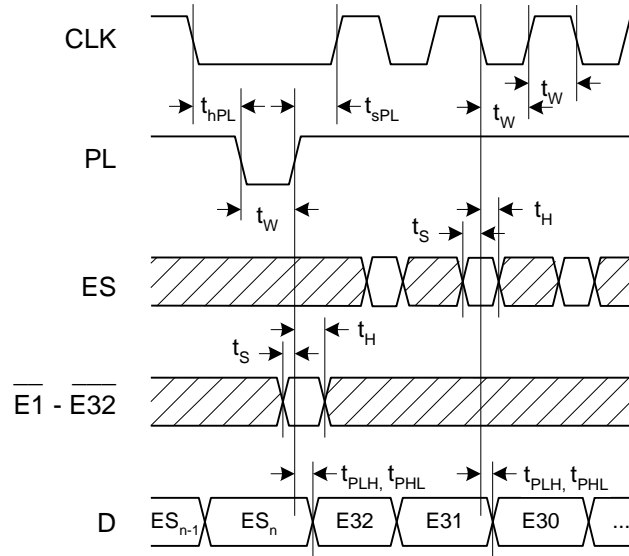 CLK
t_hPL
t_sPL
t_W
t_W
PL
t_W
t_S
t_H
ES
t_S
t_H
E1 - E32
t_PLH, t_PHL
t_PLH, t_PHL
D
ES_n-1
ES_n
E32
E31
E30
...